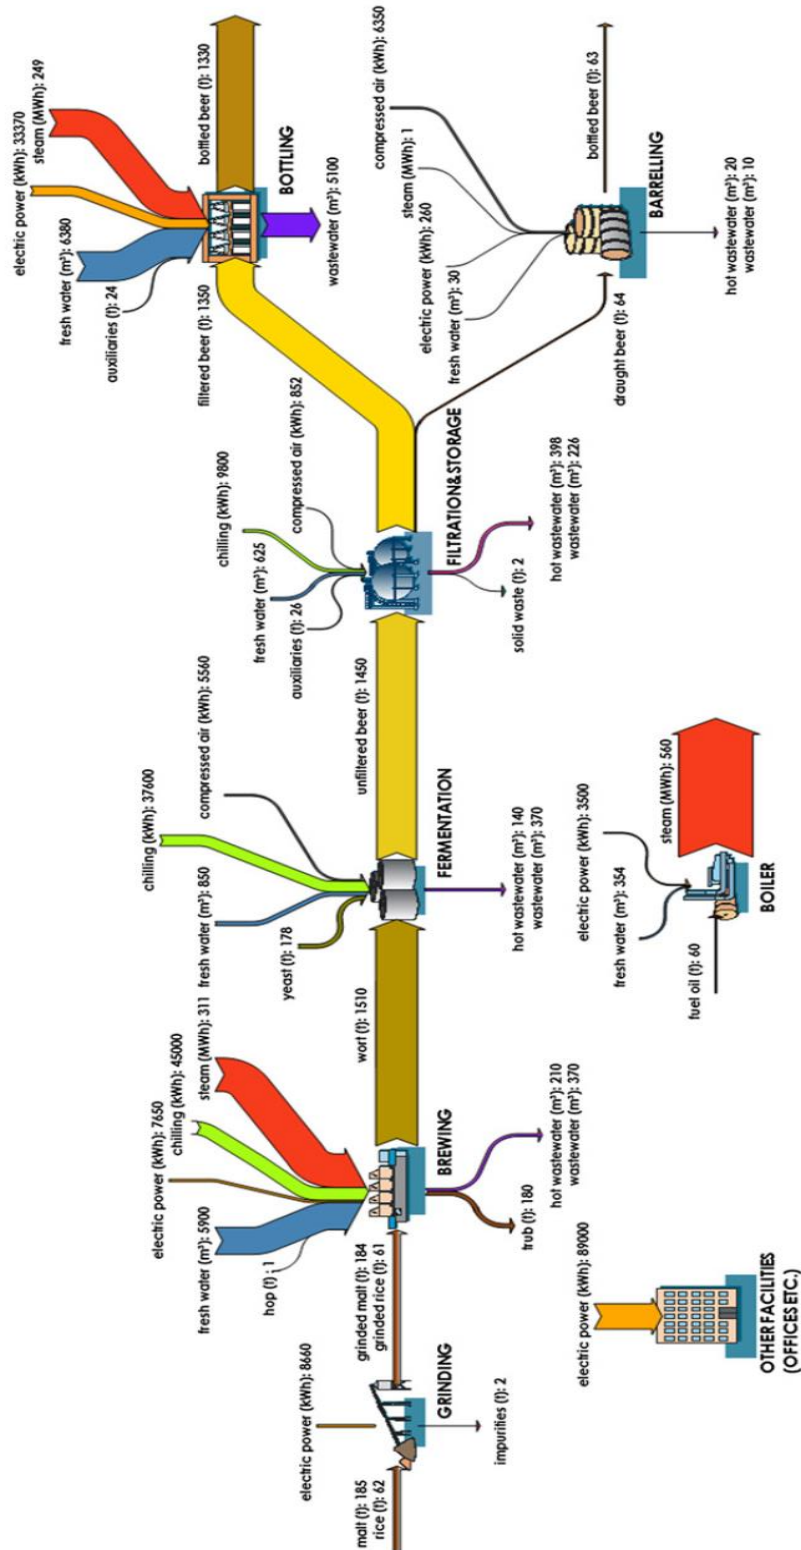 malt (t): 185
rice (t): 62
electric power (kWh): 8660
GRINDING
impurities (t): 2
grinded malt (t): 184
grinded rice (t): 61
fresh water (m³): 5900
hop (t) : 1
electric power (kWh): 7650
chilling (kWh): 45000
steam (MWh): 311
BREWING
trub (t): 180
hot wastewater (m³): 210
wastewater (m³): 370
wort (t): 1510
fresh water (m³): 850
yeast (t): 178
chilling (kWh): 37600
compressed air (kWh): 5560
FERMENTATION
hot wastewater (m³): 140
wastewater (m³): 370
unfiltered beer (t): 1450
fresh water (m³): 625
auxiliaries (t): 26
chilling (kWh): 9800
compressed air (kWh): 852
FILTRATION&STORAGE
solid waste (t): 2
hot wastewater (m³): 398
wastewater (m³): 226
filtered beer (t): 1350
fresh water (m³): 6380
auxiliaries (t): 24
electric power (kWh): 33370
steam (MWh): 249
BOTTLING
wastewater (m³): 5100
bottled beer (t): 1330
draught beer (t): 64
fresh water (m³): 30
electric power (kWh): 260
steam (MWh): 1
compressed air (kWh): 6350
BARRELLING
hot wastewater (m³): 20
wastewater (m³): 10
bottled beer (t): 63
electric power (kWh): 89000
OTHER FACILITIES
(OFFICES ETC.)
fuel oil (t): 60
fresh water (m³): 354
electric power (kWh): 3500
BOILER
steam (MWh): 560